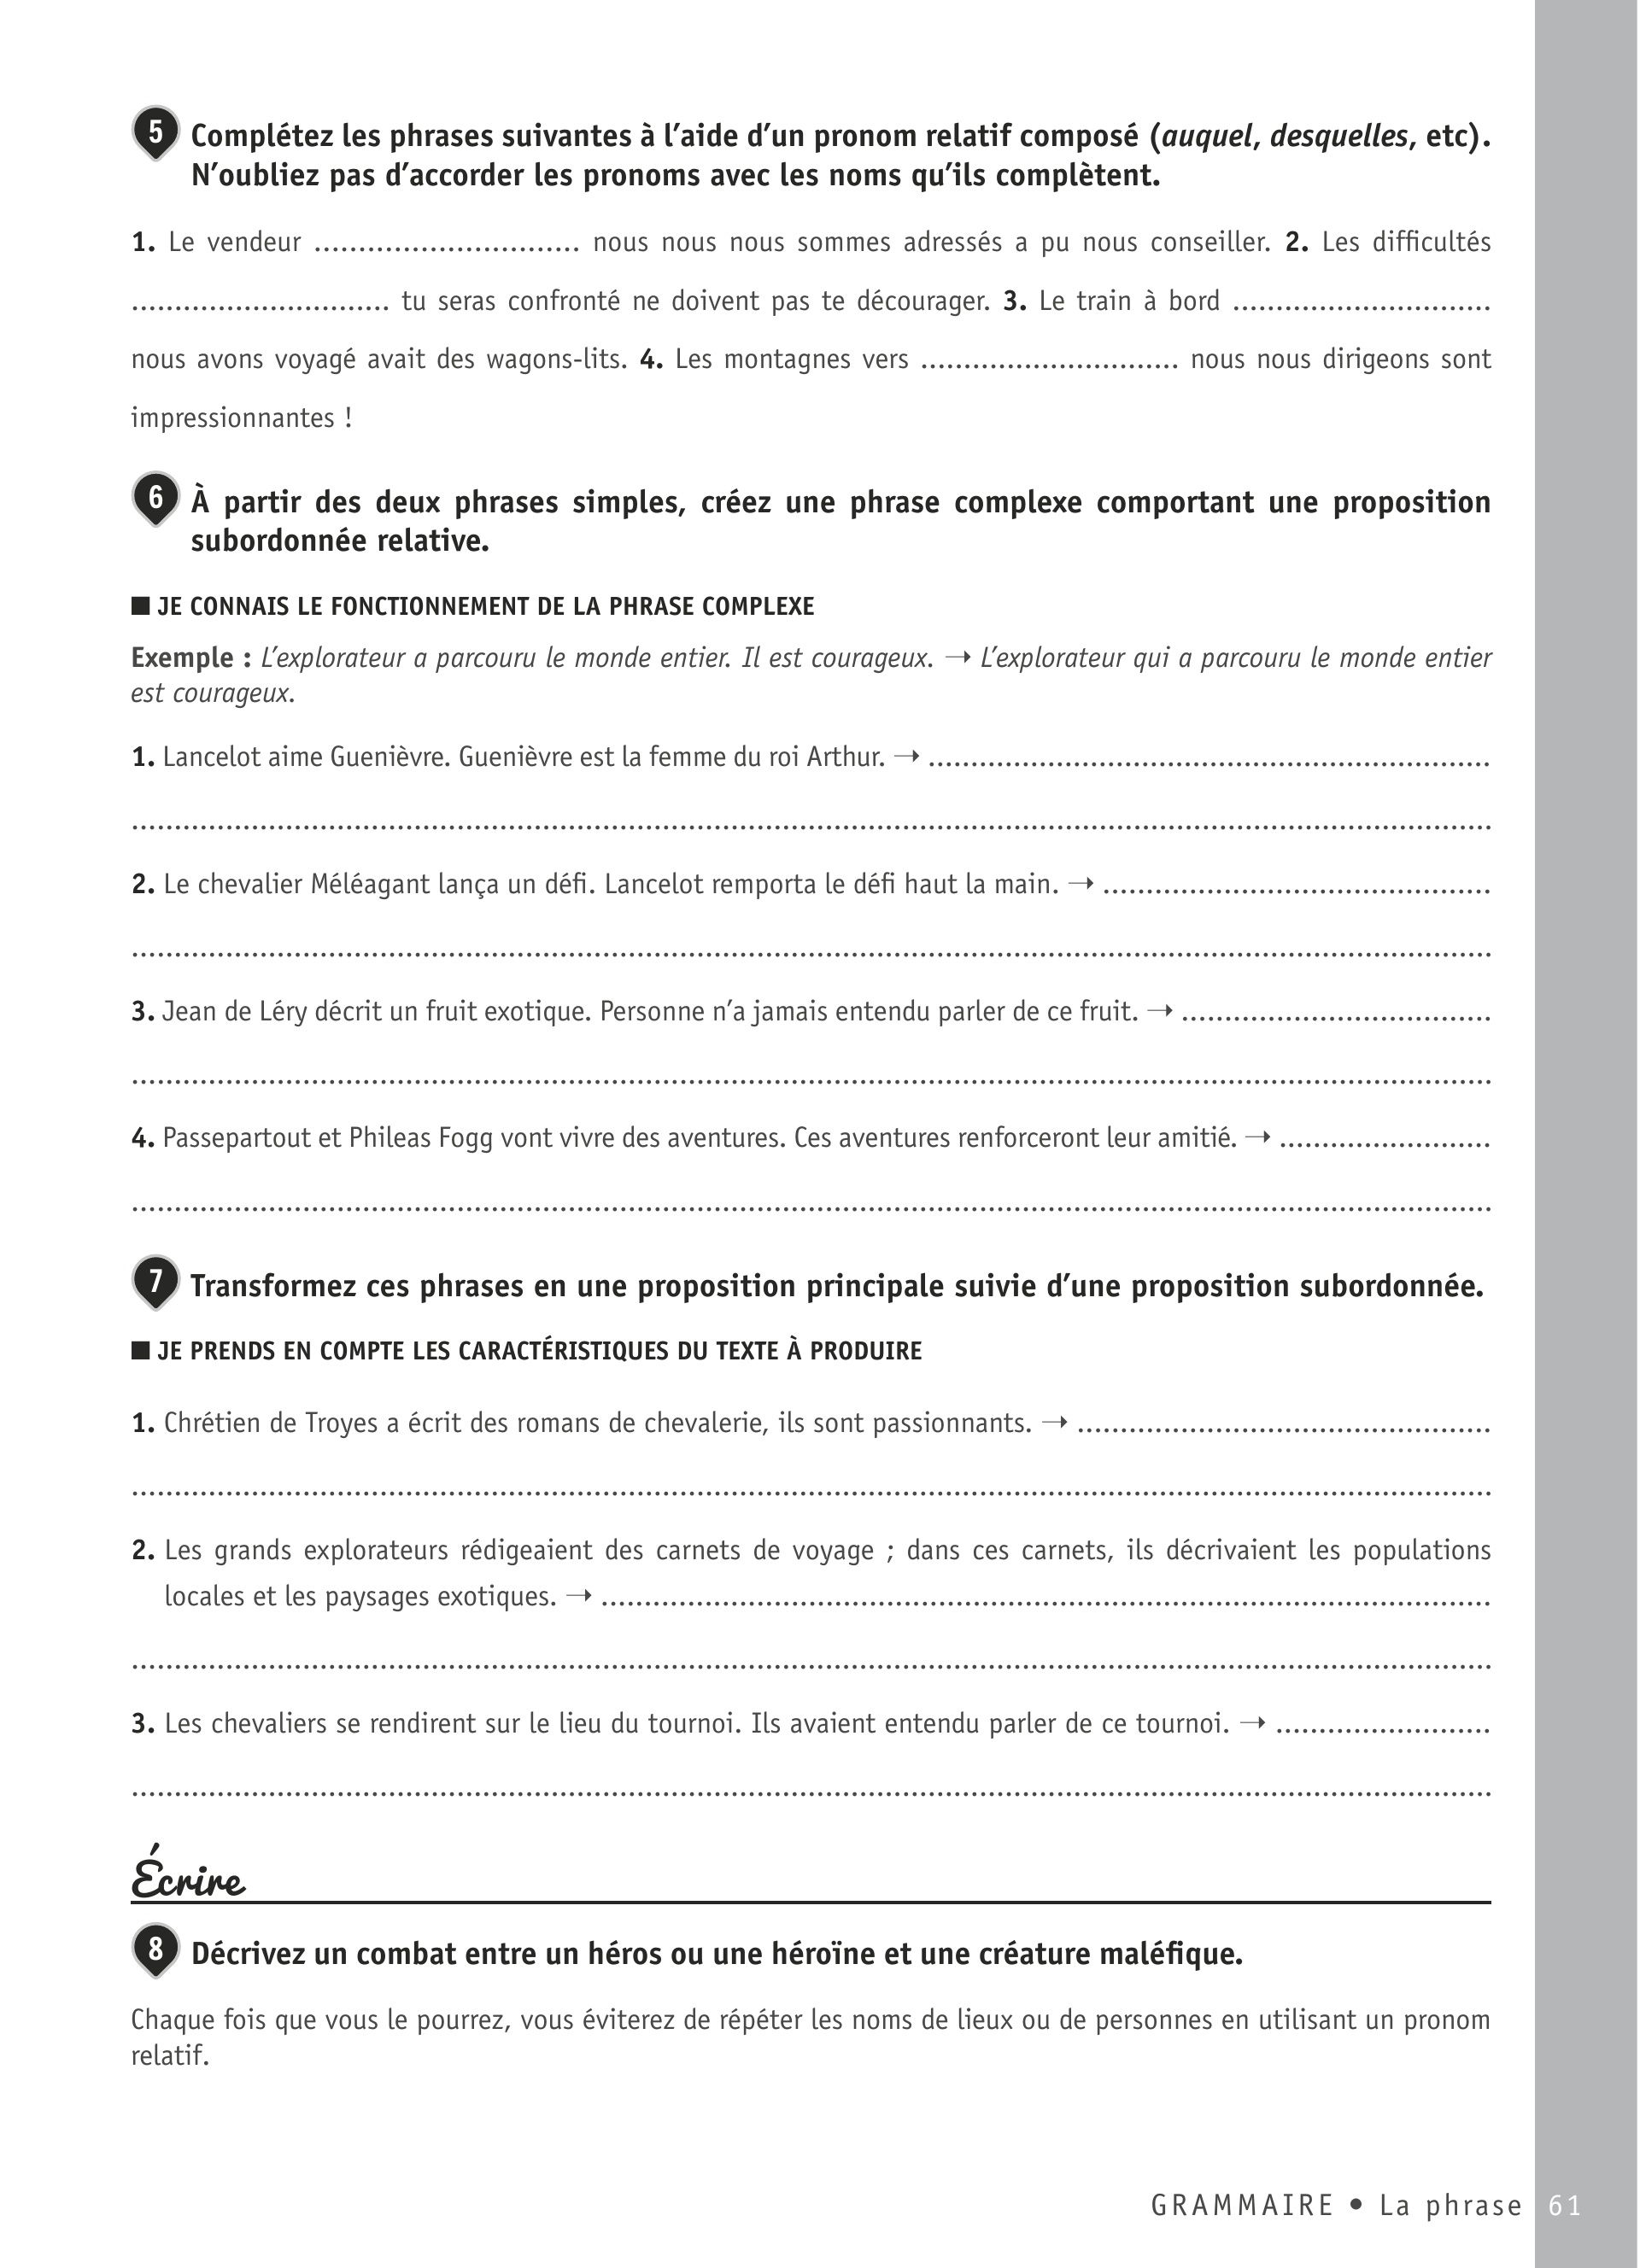 5 Complétez les phrases suivantes à l’aide d’un pronom relatif composé (auquel, desquelles, etc).
N’oubliez pas d’accorder les pronoms avec les noms qu’ils complètent.
1. Le vendeur .............................. nous nous nous sommes adressés a pu nous conseiller. 2. Les difficultés
.............................. tu seras confronté ne doivent pas te décourager. 3. Le train à bord ..............................
nous avons voyagé avait des wagons-lits. 4. Les montagnes vers .............................. nous nous dirigeons sont
impressionnantes !
6 À partir des deux phrases simples, créez une phrase complexe comportant une proposition
subordonnée relative.
■ JE CONNAIS LE FONCTIONNEMENT DE LA PHRASE COMPLEXE
Exemple : L’explorateur a parcouru le monde entier. Il est courageux. → L’explorateur qui a parcouru le monde entier
est courageux.
1. Lancelot aime Guenièvre. Guenièvre est la femme du roi Arthur. → ..............................
..............................
2. Le chevalier Méléagant lança un défi. Lancelot remporta le défi haut la main. → ..............................
..............................
3. Jean de Léry décrit un fruit exotique. Personne n’a jamais entendu parler de ce fruit. → ..............................
..............................
4. Passepartout et Phileas Fogg vont vivre des aventures. Ces aventures renforceront leur amitié. → .........................
..............................
7 Transformez ces phrases en une proposition principale suivie d’une proposition subordonnée.
■ JE PRENDS EN COMPTE LES CARACTÉRISTIQUES DU TEXTE À PRODUIRE
1. Chrétien de Troyes a écrit des romans de chevalerie, ils sont passionnants. → ..............................
..............................
2. Les grands explorateurs rédigeaient des carnets de voyage ; dans ces carnets, ils décrivaient les populations
locales et les paysages exotiques. → ..............................
..............................
3. Les chevaliers se rendirent sur le lieu du tournoi. Ils avaient entendu parler de ce tournoi. → .........................
..............................
Écrire
8 Décrivez un combat entre un héros ou une héroïne et une créature maléfique.
Chaque fois que vous le pourrez, vous éviterez de répéter les noms de lieux ou de personnes en utilisant un pronom
relatif.
GRAMMAIRE • La phrase 61